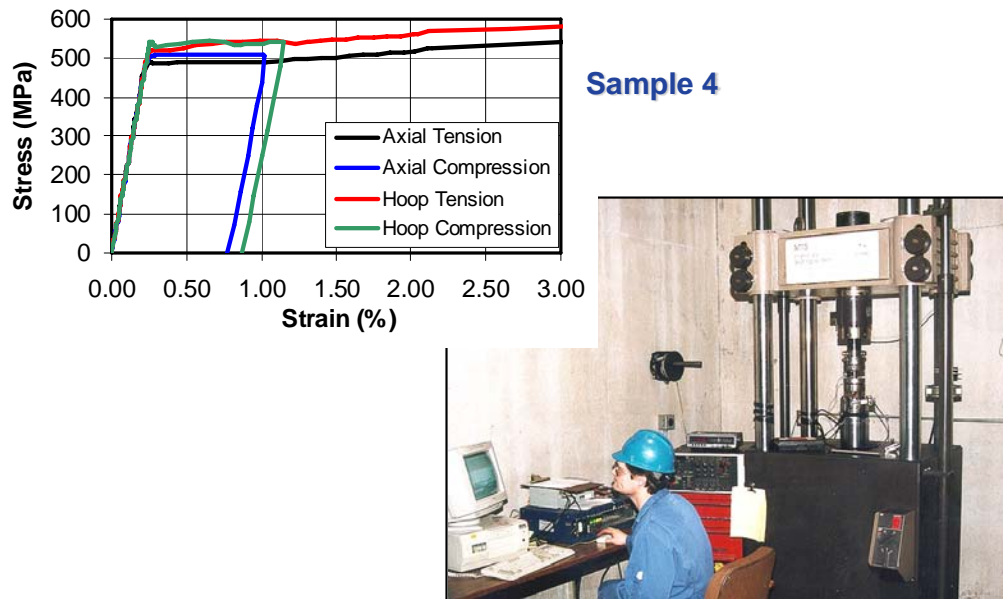 600
500
400
300
200
100
0
Stress (MPa)
0.00 0.50 1.00 1.50 2.00 2.50 3.00
Strain (%)
Axial Tension
Axial Compression
Hoop Tension
Hoop Compression
Sample 4
MTS